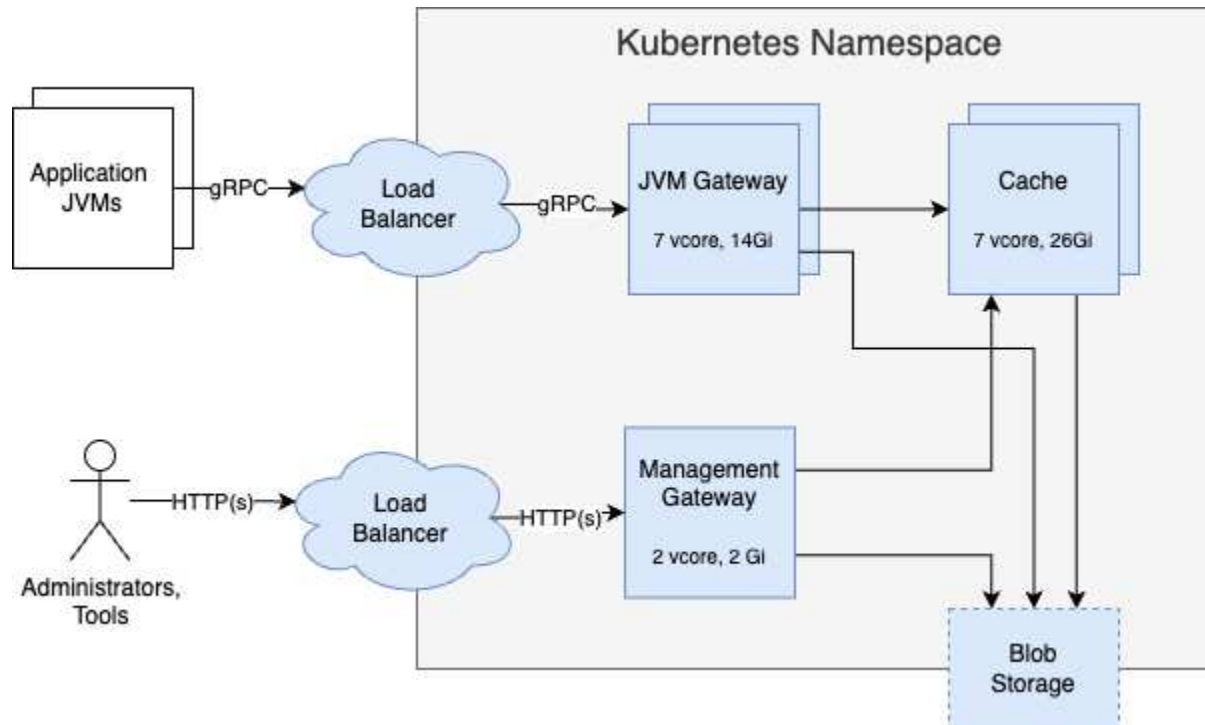 Kubernetes Namespace
Application
JVMs
gRPC
Load
Balancer
gRPC
JVM Gateway
7 vcore, 14Gi
Cache
7 vcore, 26Gi
Administrators,
Tools
HTTP(s)
Load
Balancer
HTTP(s)
Management
Gateway
2 vcore, 2 Gi
Blob
Storage